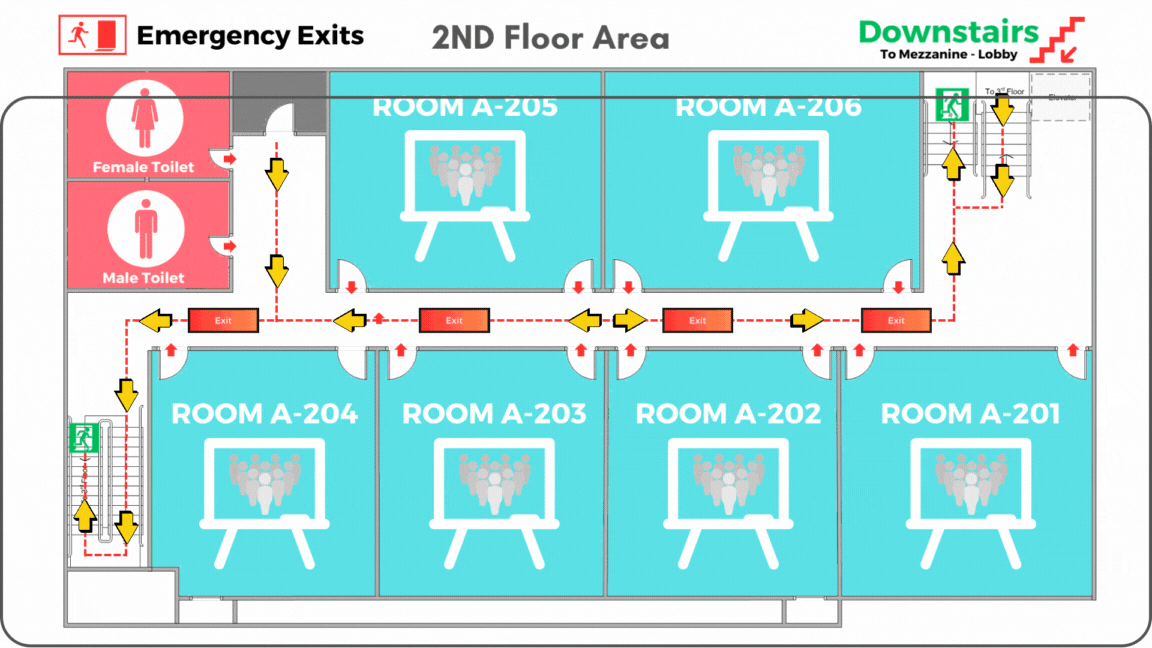 Emergency Exits
2ND Floor Area
Downstairs
To Mezzanine - Lobby
ROOM A-205
ROOM A-206
To 3rd Floor
Elevator
Female Toilet
Male Toilet
Exit
Exit
Exit
Exit
ROOM A-204
ROOM A-203
ROOM A-202
ROOM A-201